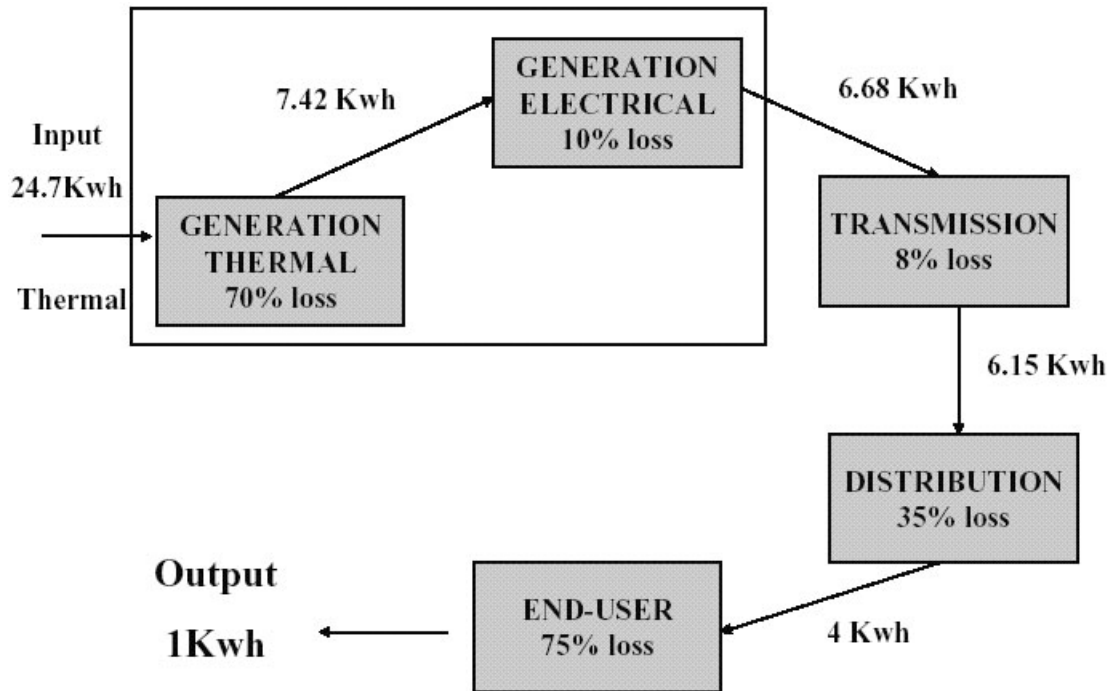 Input
24.7Kwh
Thermal
GENERATION
THERMAL
70% loss
7.42 Kwh
GENERATION
ELECTRICAL
10% loss
6.68 Kwh
TRANSMISSION
8% loss
6.15 Kwh
DISTRIBUTION
35% loss
4 Kwh
END-USER
75% loss
Output
1Kwh